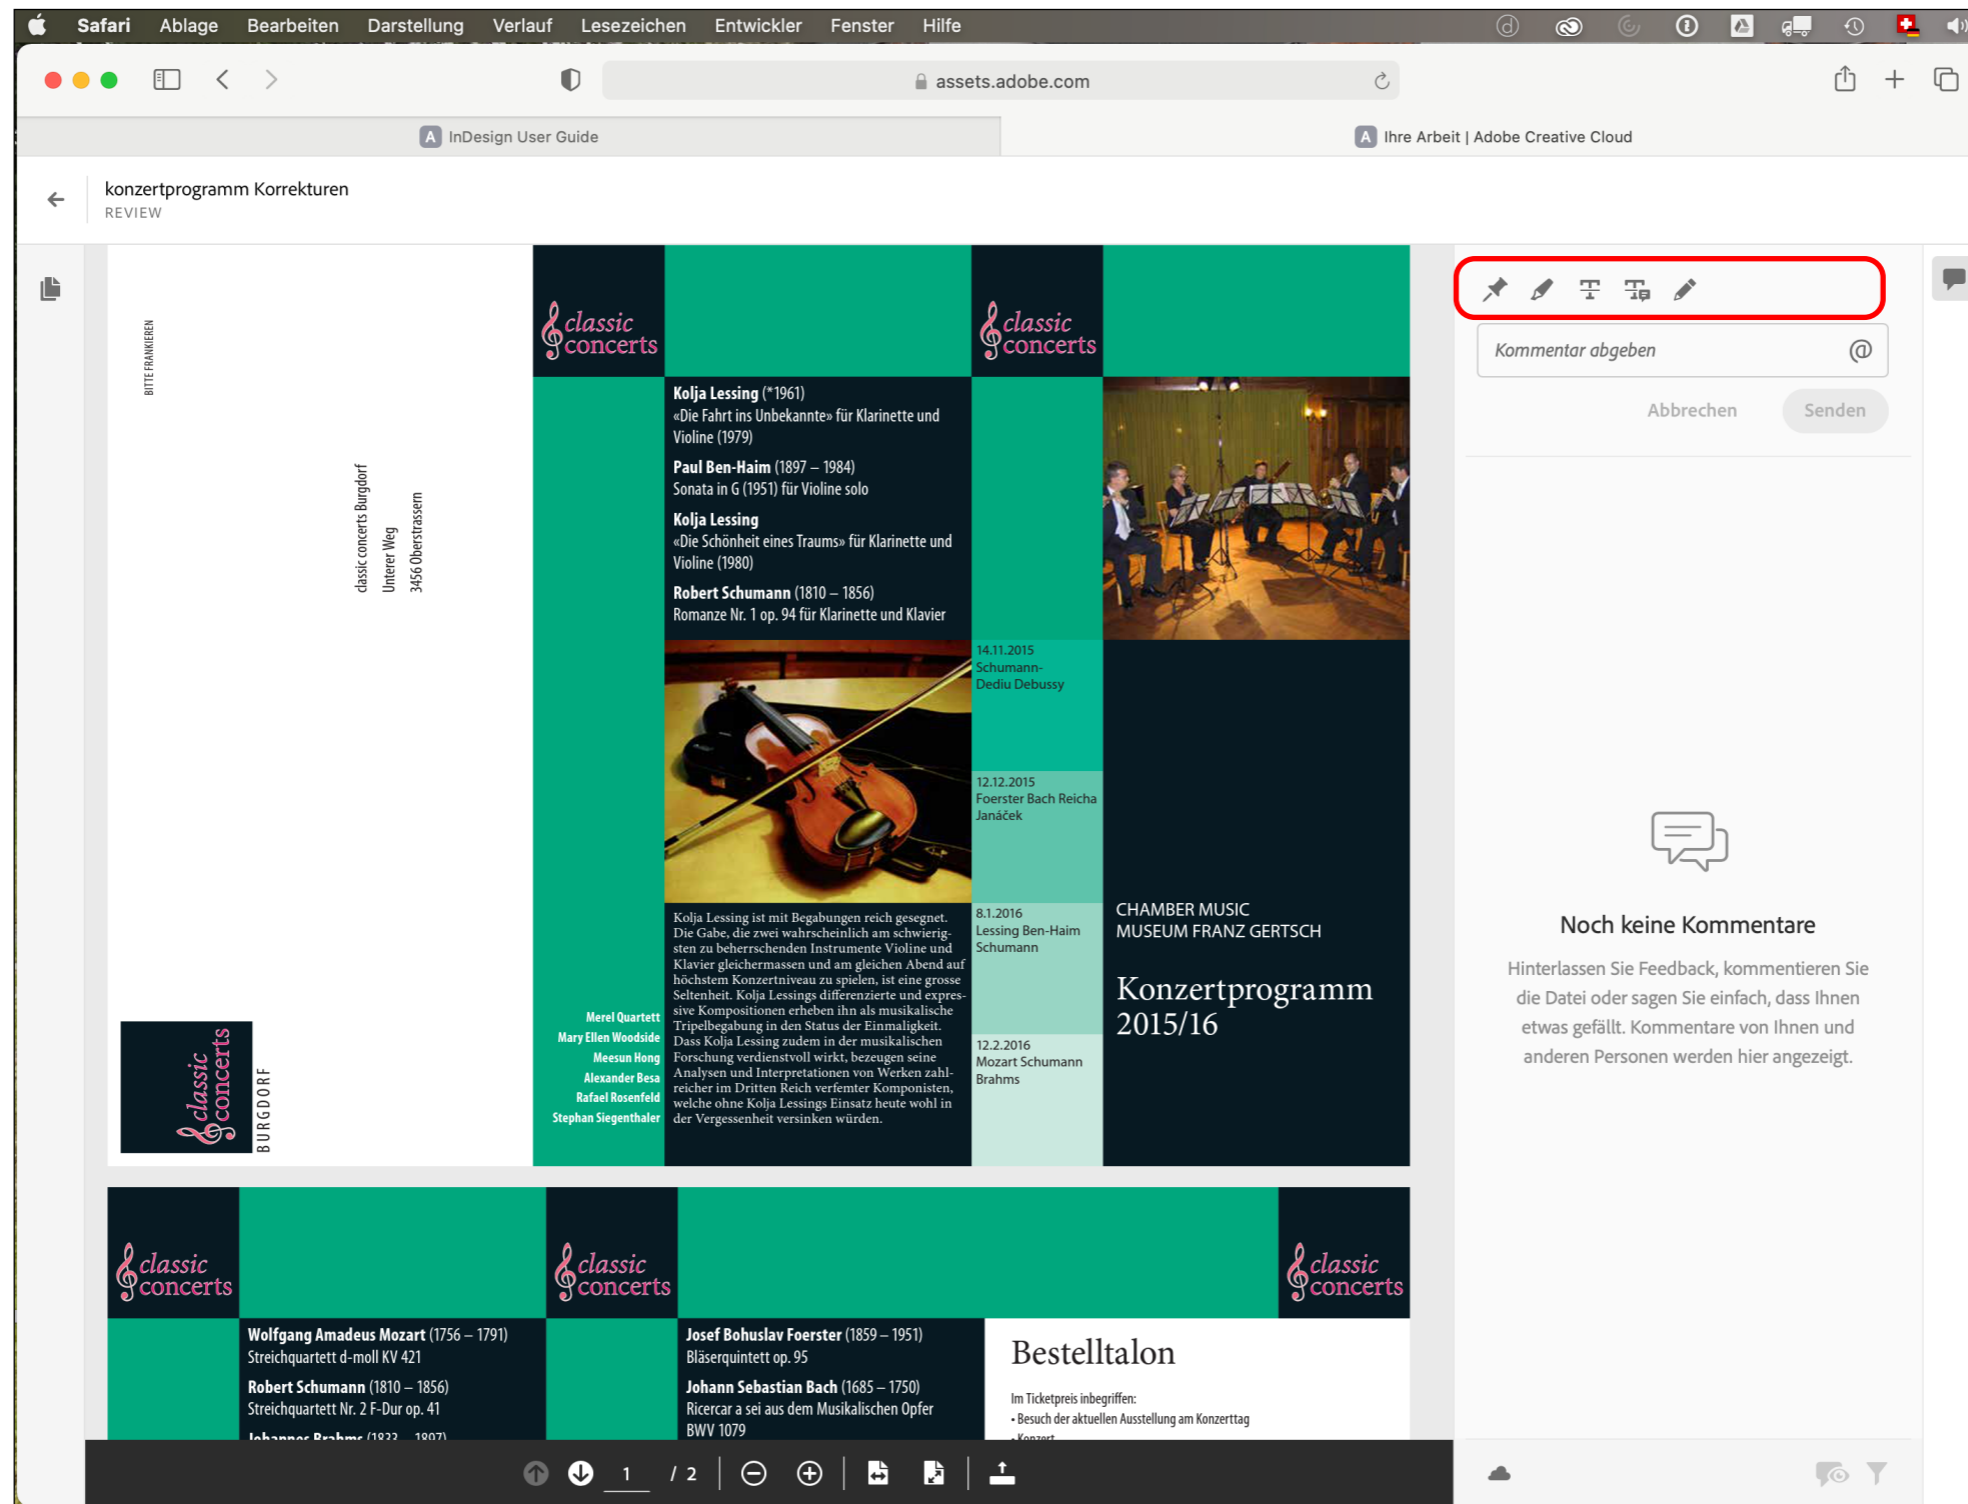 Safari Ablage Bearbeiten Darstellung Verlauf Lesezeichen Entwickler Fenster Hilfe
assets.adobe.com
InDesign User Guide
Ihre Arbeit | Adobe Creative Cloud
konzertprogramm Korrekturen
REVIEW
BITTE FRANKIEREN
classic concerts Burgdorf
Unterer Weg
3456 Oberstrassern
classic
concerts
BURGDORF
classic
concerts
Kolja Lessing (*1961)
«Die Fahrt ins Unbekannte» für Klarinette und
Violine (1979)
Paul Ben-Haim (1897 – 1984)
Sonata in G (1951) für Violine solo
Kolja Lessing
«Die Schönheit eines Traums» für Klarinette und
Violine (1980)
Robert Schumann (1810 – 1856)
Romanze Nr. 1 op. 94 für Klarinette und Klavier
Merel Quartett
Mary Ellen Woodside
Meesun Hong
Alexander Besa
Rafael Rosenfeld
Stephan Siegenthaler
Kolja Lessing ist mit Begabungen reich gesegnet.
Die Gabe, die zwei wahrscheinlich am schwierig-
sten zu beherrschenden Instrumente Violine und
Klavier gleichermassen und am gleichen Abend auf
höchstem Konzertniveau zu spielen, ist eine grosse
Seltenheit. Kolja Lessings differenzierte und expres-
sive Kompositionen erheben ihn als musikalische
Tripelbegabung in den Status der Einmaligkeit.
Dass Kolja Lessing zudem in der musikalischen
Forschung verdienstvoll wirkt, bezeugen seine
Analysen und Interpretationen von Werken zahl-
reicher im Dritten Reich verfemter Komponisten,
welche ohne Kolja Lessings Einsatz heute wohl in
der Vergessenheit versinken würden.
classic
concerts
14.11.2015
Schumann-
Dediu Debussy
12.12.2015
Foerster Bach Reicha
Janáček
8.1.2016
Lessing Ben-Haim
Schumann
12.2.2016
Mozart Schumann
Brahms
CHAMBER MUSIC
MUSEUM FRANZ GERTSCH
Konzertprogramm
2015/16
classic
concerts
Wolfgang Amadeus Mozart (1756 – 1791)
Streichquartett d-moll KV 421
Robert Schumann (1810 – 1856)
Streichquartett Nr. 2 F-Dur op. 41
Johannes Brahms (1833 – 1897)
classic
concerts
Josef Bohuslav Foerster (1859 – 1951)
Bläserquintett op. 95
Johann Sebastian Bach (1685 – 1750)
Ricercar a sei aus dem Musikalischen Opfer
BWV 1079
classic
concerts
Bestelltalon
Im Ticketpreis inbegriffen:
• Besuch der aktuellen Ausstellung am Konzerttag
• Konzert
1 / 2
Kommentar abgeben @
Abbrechen Senden
Noch keine Kommentare
Hinterlassen Sie Feedback, kommentieren Sie
die Datei oder sagen Sie einfach, dass Ihnen
etwas gefällt. Kommentare von Ihnen und
anderen Personen werden hier angezeigt.